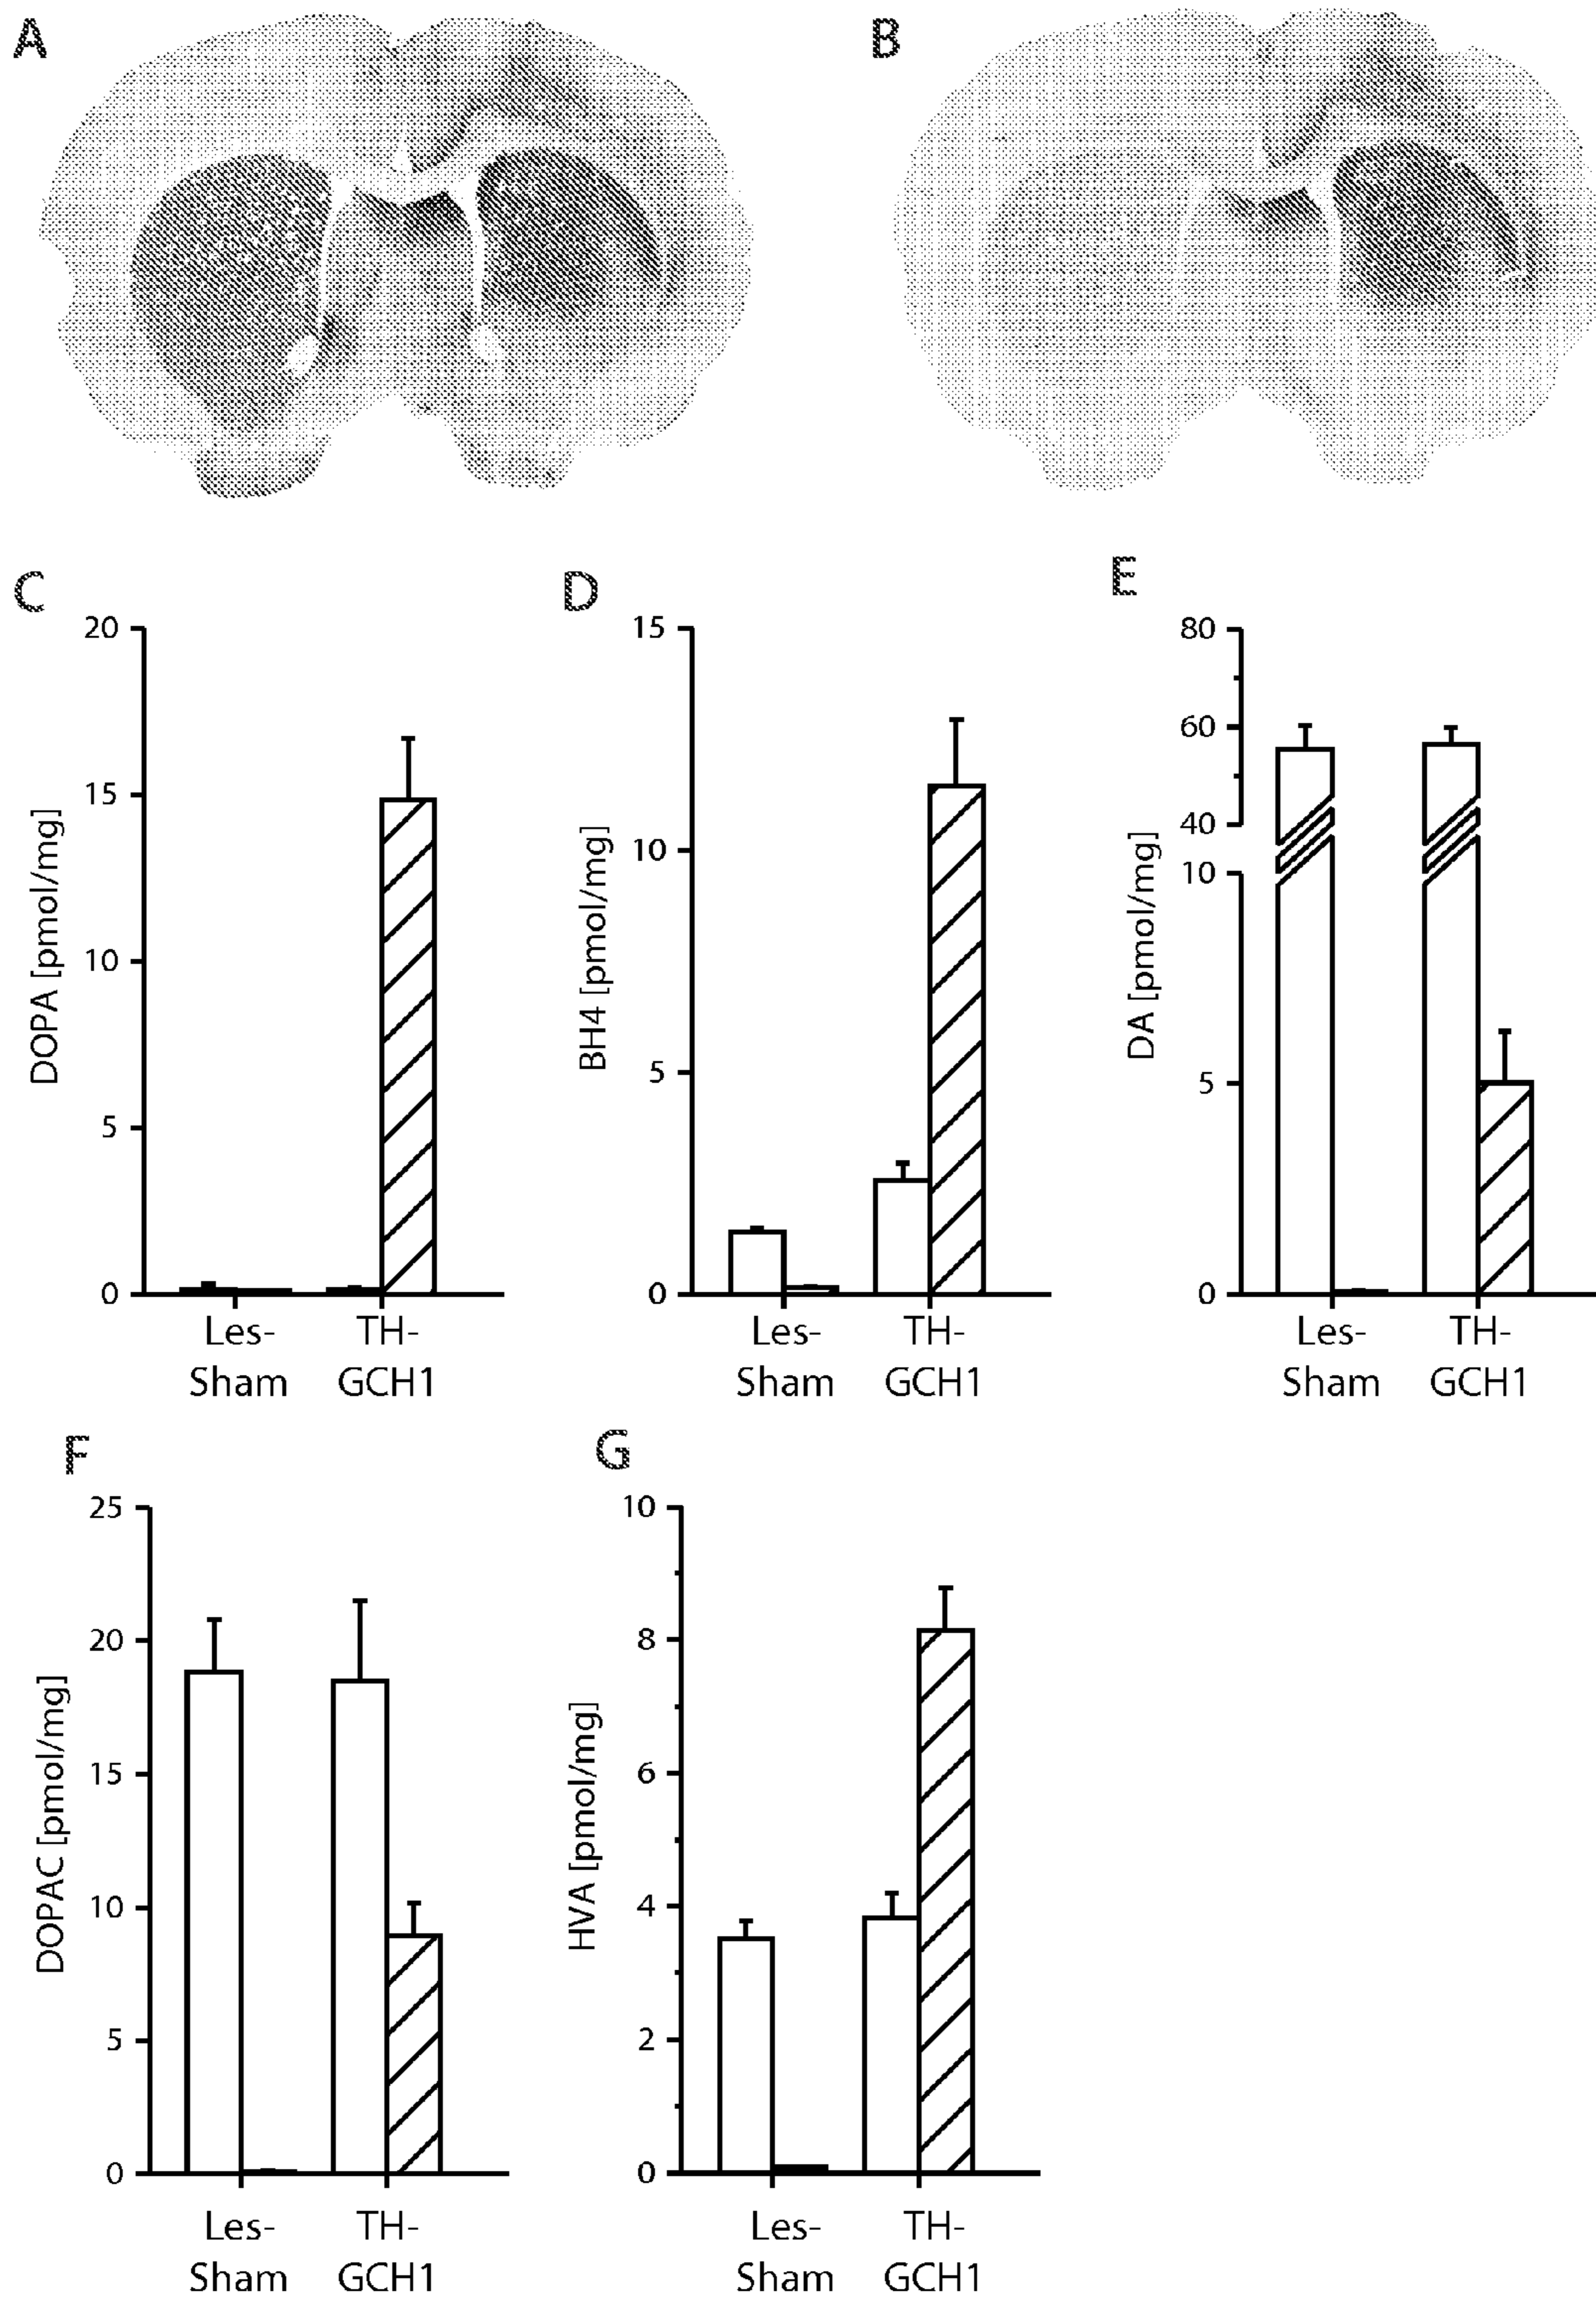 A
B
C
D
E
20
15
10
5
0
DOPA [pmol/mg]
Les-
Sham
TH-
GCH1
15
10
5
0
BH4 [pmol/mg]
Les-
Sham
TH-
GCH1
80
60
40
10
5
0
DA [pmol/mg]
Les-
Sham
TH-
GCH1
F
G
25
20
15
10
5
0
DOPAC [pmol/mg]
Les-
Sham
TH-
GCH1
10
8
6
4
2
0
HVA [pmol/mg]
Les-
Sham
TH-
GCH1